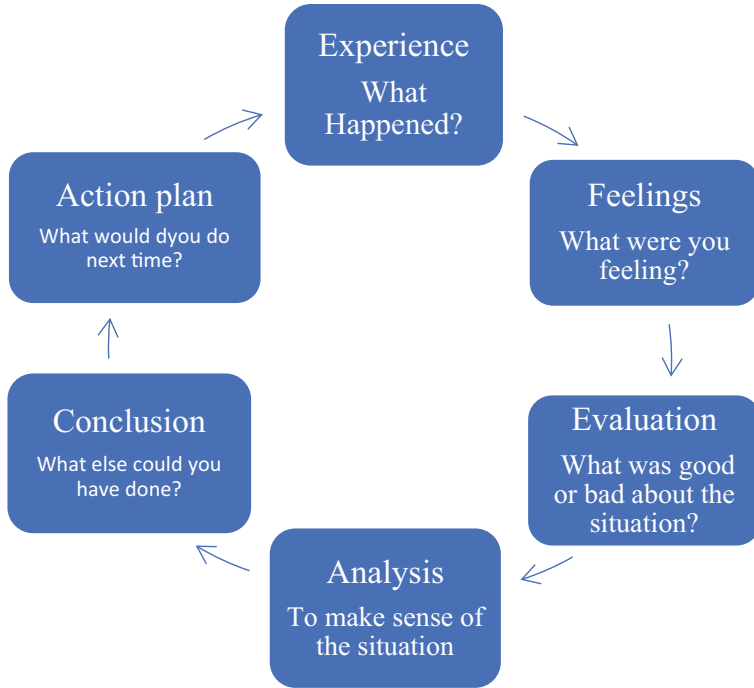 Experience
What
Happened?
Feelings
What were you
feeling?
Evaluation
What was good
or bad about the
situation?
Analysis
To make sense of
the situation
Conclusion
What else could you
have done?
Action plan
What would dyou do
next time?